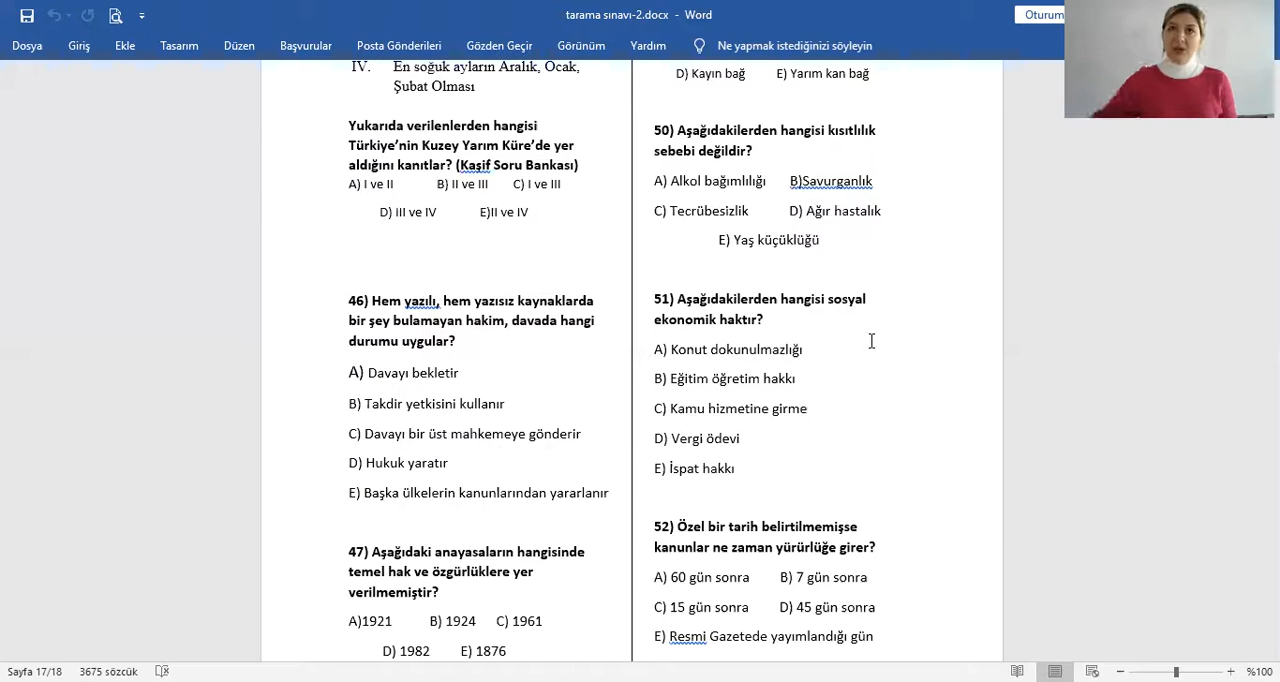 tarama sınavı-2.docx - Word
Oturum
Dosya Giriş Ekle Tasarım Düzen Başvurular Posta Gönderileri Gözden Geçir Görünüm Yardım Ne yapmak istediğinizi söyleyin
IV. En soğuk ayların Aralık, Ocak,
Şubat Olması
Yukarıda verilenlerden hangisi
Türkiye'nin Kuzey Yarım Küre'de yer
aldığını kanıtlar? (Kaşif Soru Bankası)
A) I ve II B) II ve III C) I ve III
D) iII ve IV E)II ve IV
46) Hem yazılı, hem yazısız kaynaklarda
bir şey bulamayan hakim, davada hangi
durumu uygular?
A) Davayı bekletir
B) Takdir yetkisini kullanır
C) Davayı bir üst mahkemeye gönderir
D) Hukuk yaratır
E) Başka ülkelerin kanunlarından yararlanır
47) Aşağıdaki anayasaların hangisinde
temel hak ve özgürlüklere yer
verilmemiştir?
A)1921 B) 1924 C) 1961
D) 1982 E) 1876
D) Kayın bağ E) Yarım kan bağ
50) Aşağıdakilerden hangisi kısıtlılık
sebebi değildir?
A) Alkol bağımlılığı B)Savurganlık
C) Tecrübesizlik D) Ağır hastalık
E) Yaş küçüklüğü
51) Aşağıdakilerden hangisi sosyal
ekonomik haktır?
A) Konut dokunulmazlığı
B) Eğitim öğretim hakkı
C) Kamu hizmetine girme
D) Vergi ödevi
E) İspat hakkı
52) Özel bir tarih belirtilmemişse
kanunlar ne zaman yürürlüğe girer?
A) 60 gün sonra B) 7 gün sonra
C) 15 gün sonra D) 45 gün sonra
E) Resmi Gazetede yayımlandığı gün
Sayfa 17/18 3675 sözcük
%100